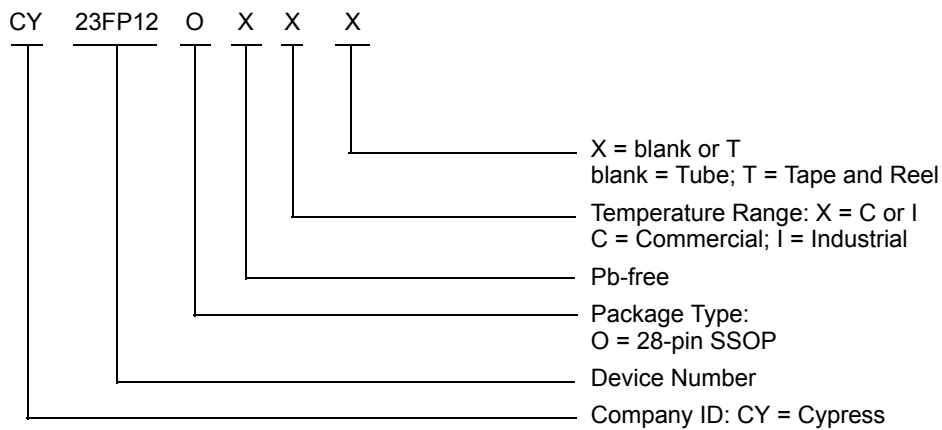 CY 23FP12 O X X X
X = blank or T
blank = Tube; T = Tape and Reel
Temperature Range: X = C or I
C = Commercial; I = Industrial
Pb-free
Package Type:
O = 28-pin SSOP
Device Number
Company ID: CY = Cypress